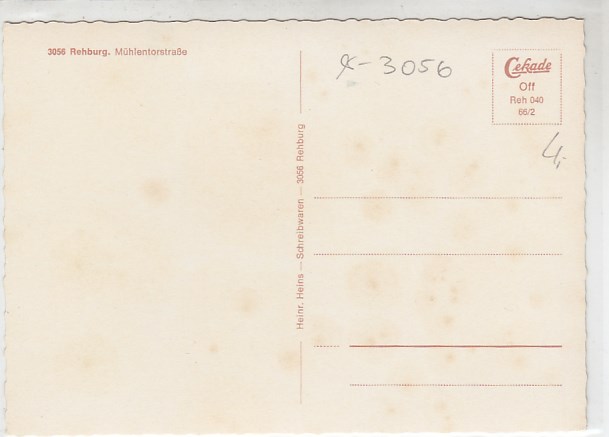 3056 Rehburg. Mühlentorstraße
x-3056
Cekade
Off
Reh 040
66/2
4,-
Heinr. Heins — Schreibwaren — 3056 Rehburg